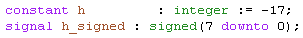 constant h        : integer := -17;
signal h_signed : signed(7 downto 0);